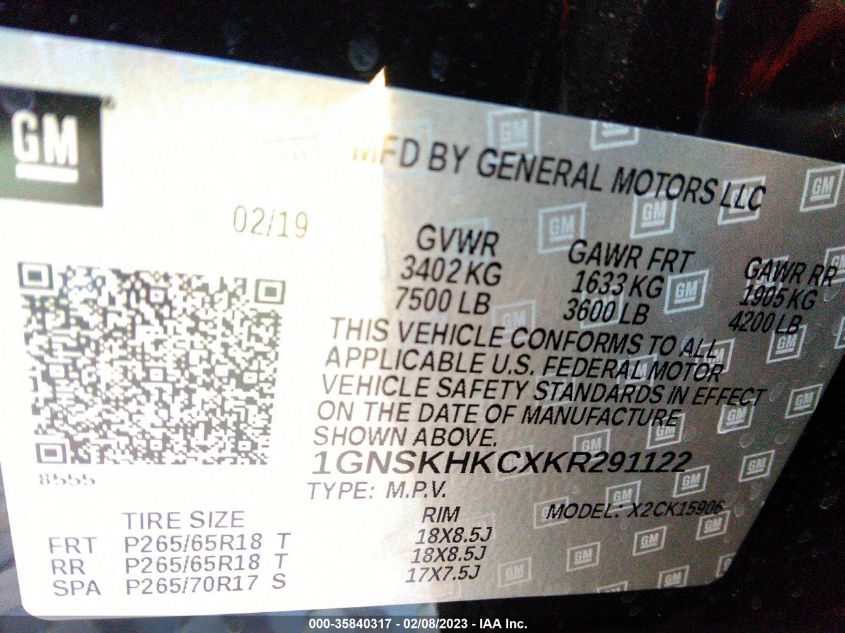 GM
MFD BY GENERAL MOTORS LLC
02/19
GVWR GAWR FRT GAWR RR
3402 KG 1633 KG 1905 KG
7500 LB 3600 LB 4200 LB
THIS VEHICLE CONFORMS TO ALL
APPLICABLE U.S. FEDERAL MOTOR
VEHICLE SAFETY STANDARDS IN EFFECT
ON THE DATE OF MANUFACTURE
SHOWN ABOVE.
8555
1GNSKHKCXKR291122
TYPE: M.P.V. MODEL: X2CK15906
TIRE SIZE RIM
FRT P265/65R18 T 18X8.5J
RR P265/65R18 T 18X8.5J
SPA P265/70R17 S 17X7.5J
000-35840317 - 02/08/2023 - IAA Inc.